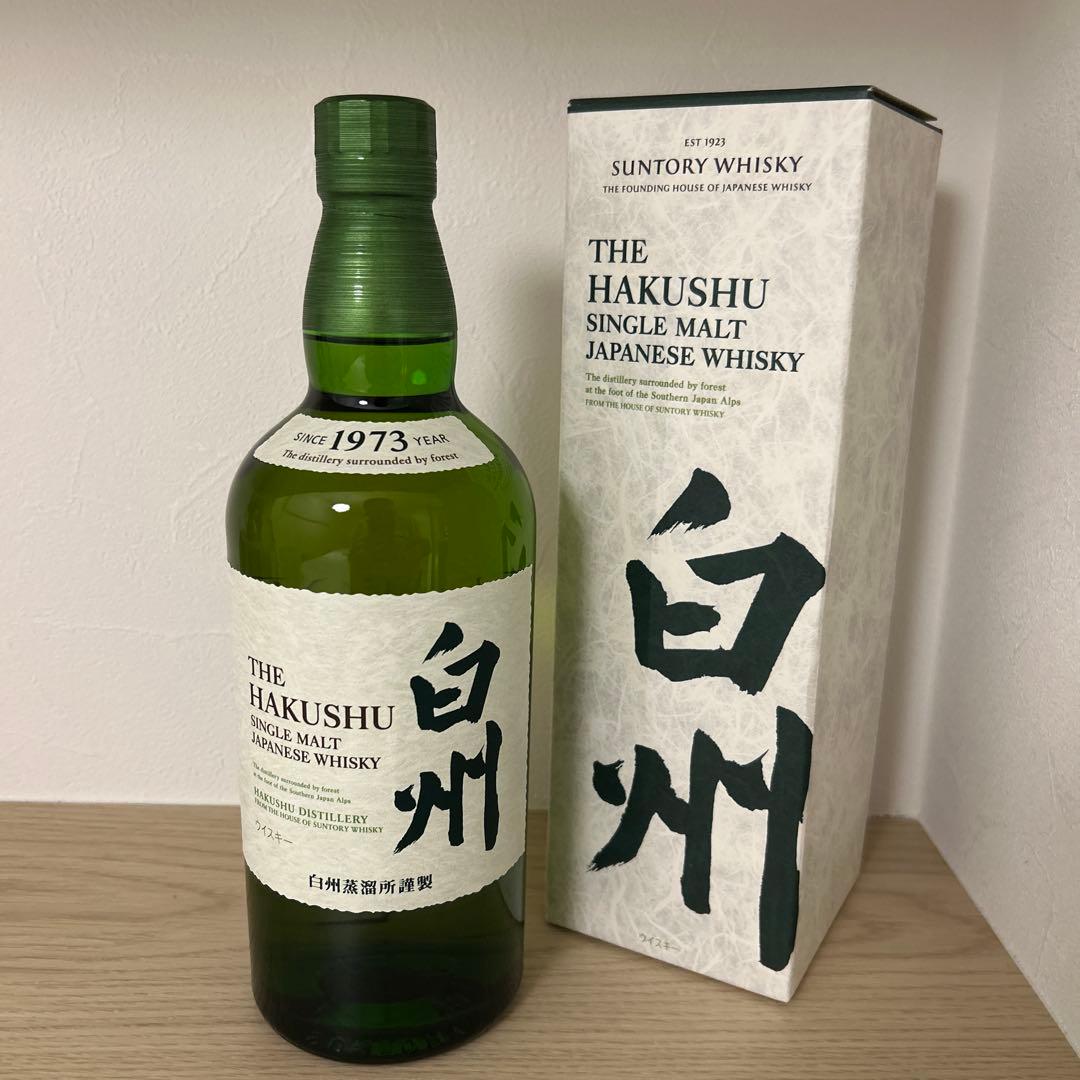 SINCE 1973 YEAR
The distillery surrounded by forest
THE
HAKUSHU
SINGLE MALT
JAPANESE WHISKY
The distillery surrounded by forest
at the foot of the Southern Japan Alps
HAKUSHU DISTILLERY
FROM THE HOUSE OF SUNTORY WHISKY
ウイスキー
白州
白州蒸溜所謹製
EST 1923
SUNTORY WHISKY
THE FOUNDING HOUSE OF JAPANESE WHISKY
THE
HAKUSHU
SINGLE MALT
JAPANESE WHISKY
The distillery surrounded by forest
at the foot of the Southern Japan Alps
FROM THE HOUSE OF SUNTORY WHISKY
白州
ウイスキー